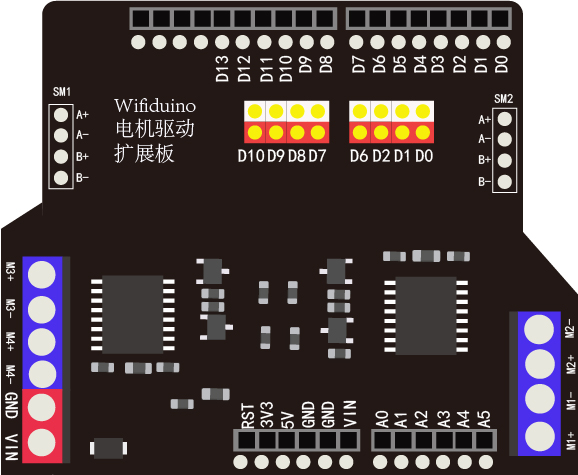 D13 D12 D11 D10 D9 D8 D7 D6 D5 D4 D3 D2 D1 D0
SM1
A+
A-
B+
B-
Wifiduino
电机驱动
扩展板
D10 D9 D8 D7
D6 D2 D1 D0
SM2
A+
A-
B+
B-
M3+
M3-
M4+
M4-
GND
VIN
M2-
M2+
M1-
M1+
RST 3V3 5V GND GND VIN
A0 A1 A2 A3 A4 A5